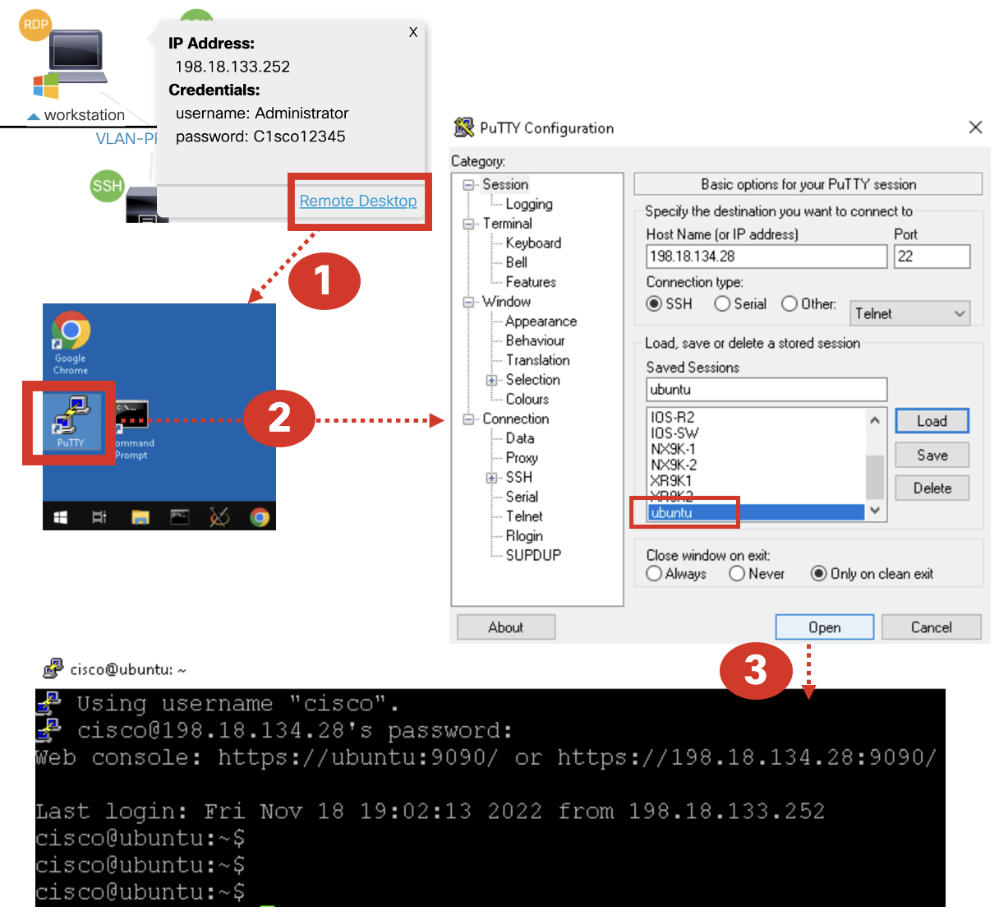 RDP
X
IP Address:
198.18.133.252
Credentials:
username: Administrator
password: C1sco12345
workstation
SSH
Remote Desktop
1
Google
Chrome
PuTTY
ommand
Prompt
2
PuTTY Configuration
Category:
Session
Logging
Terminal
Keyboard
Bell
Features
Window
Appearance
Behaviour
Translation
Selection
Colours
Connection
Data
Proxy
SSH
Serial
Telnet
Rlogin
SUPDUP
Basic options for your PuTTY session
Specify the destination you want to connect to
Host Name (or IP address) Port
198.18.134.28 22
Connection type:
SSH Serial Other: Telnet
Load, save or delete a stored session
Saved Sessions
ubuntu
IOS-R2
IOS-SW
NX9K-1
NX9K-2
XR9K1
XR9K2
ubuntu
Load
Save
Delete
Close window on exit:
Always Never Only on clean exit
About Open Cancel
3
cisco@ubuntu: ~
Using username "cisco".
cisco@198.18.134.28's password:
Web console: https://ubuntu:9090/ or https://198.18.134.28:9090/
Last login: Fri Nov 18 19:02:13 2022 from 198.18.133.252
cisco@ubuntu:~$
cisco@ubuntu:~$
cisco@ubuntu:~$